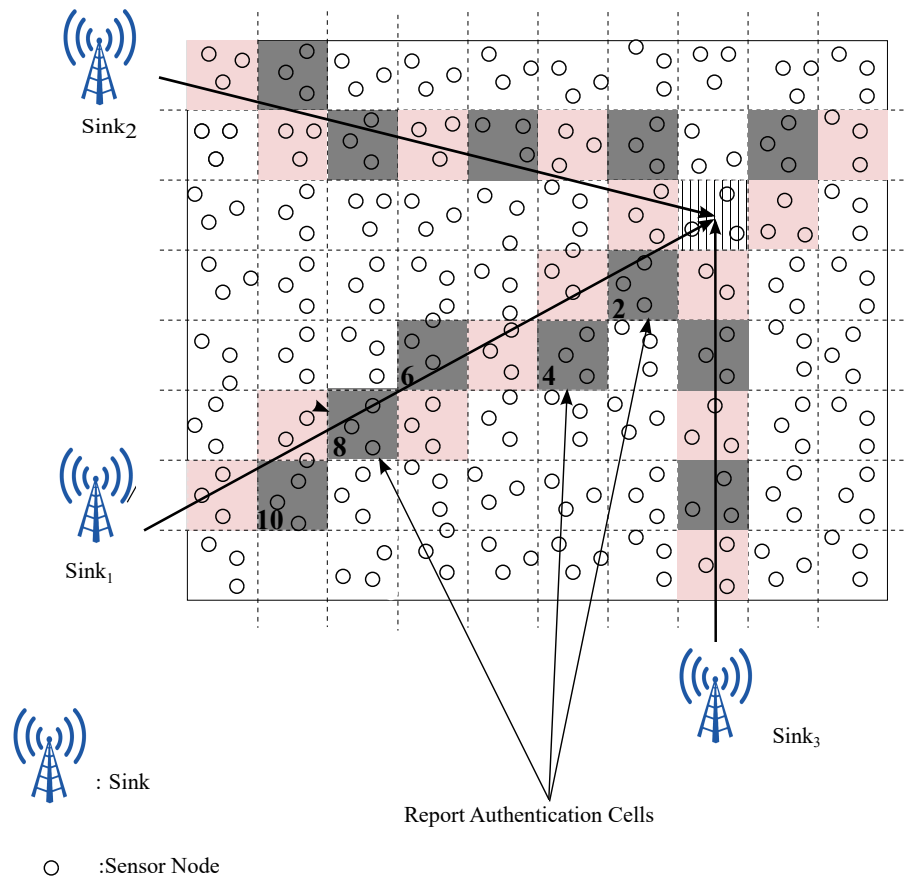 Sink2
2
6
4
8
10
Sink1
Sink3
: Sink
Report Authentication Cells
:Sensor Node